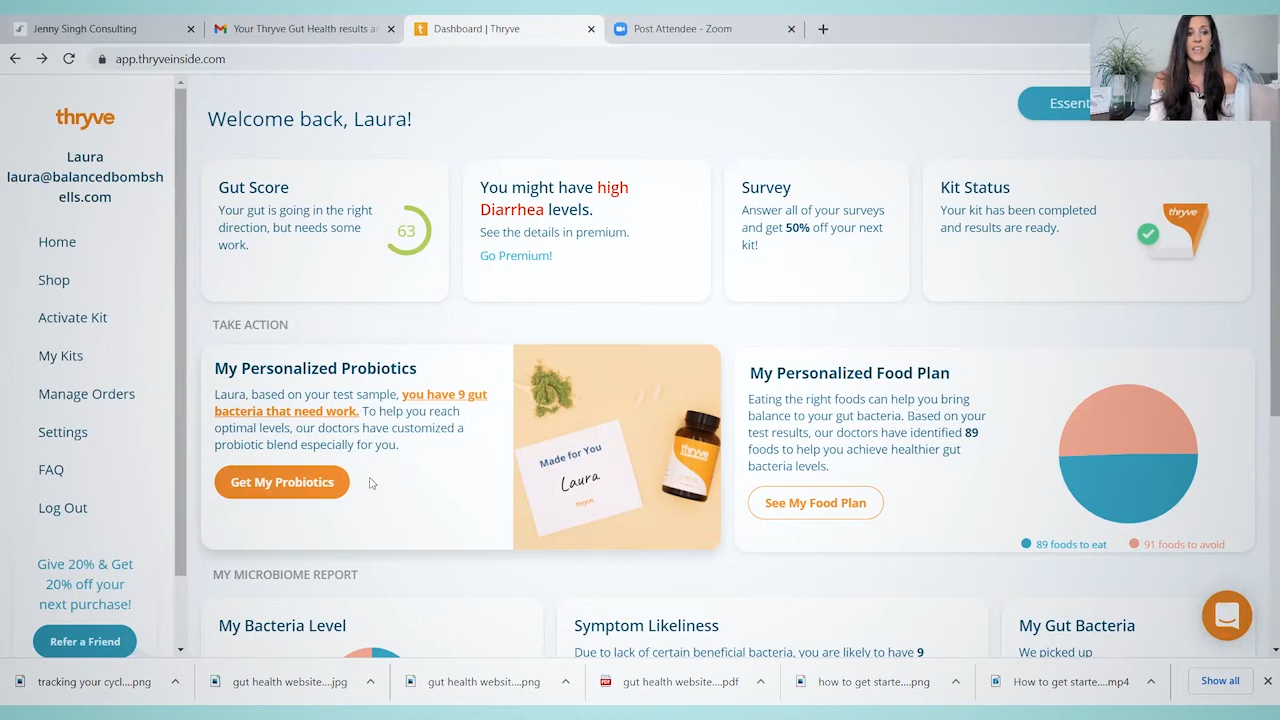 Jenny Singh Consulting
Your Thryve Gut Health results a
Dashboard | Thryve
Post Attendee - Zoom
app.thryveinside.com
thryve
Laura
laura@balancedbombsh
ells.com
Home
Shop
Activate Kit
My Kits
Manage Orders
Settings
FAQ
Log Out
Give 20% & Get
20% off your
next purchase!
Refer a Friend
Welcome back, Laura!
Essent
Gut Score
Your gut is going in the right
direction, but needs some
work.
63
You might have high
Diarrhea levels.
See the details in premium.
Go Premium!
Survey
Answer all of your surveys
and get 50% off your next
kit!
Kit Status
Your kit has been completed
and results are ready.
thryve
TAKE ACTION
My Personalized Probiotics
Laura, based on your test sample, you have 9 gut
bacteria that need work. To help you reach
optimal levels, our doctors have customized a
probiotic blend especially for you.
Get My Probiotics
Made for You
Laura
thryve
thryve
My Personalized Food Plan
Eating the right foods can help you bring
balance to your gut bacteria. Based on your
test results, our doctors have identified 89
foods to help you achieve healthier gut
bacteria levels.
See My Food Plan
89 foods to eat
91 foods to avoid
MY MICROBIOME REPORT
My Bacteria Level
Symptom Likeliness
Due to lack of certain beneficial bacteria, you are likely to have 9
My Gut Bacteria
We picked up
tracking your cycl....png
gut health website....jpg
gut health websit....png
PDF
gut health website....pdf
how to get starte....png
How to get starte....mp4
Show all